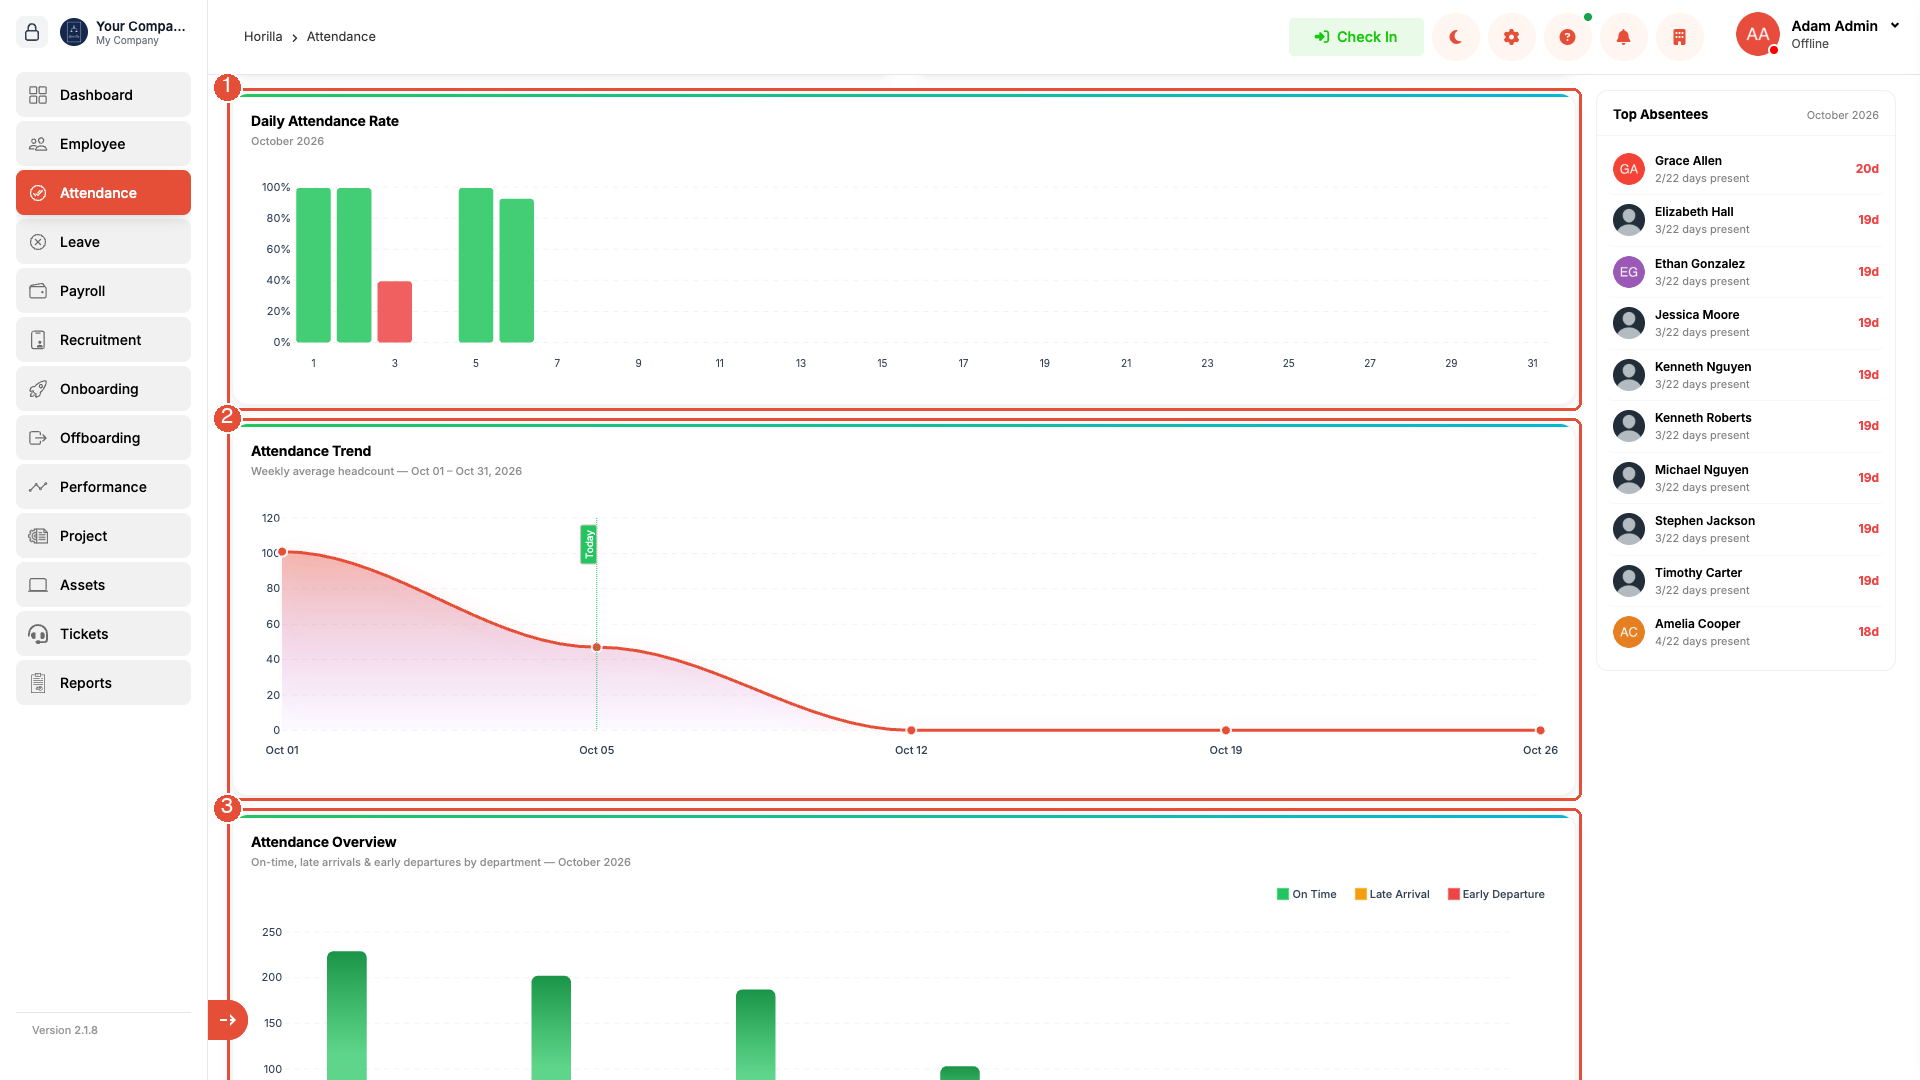 Your Compa...
My Company
Dashboard
Employee
Attendance
Leave
Payroll
Recruitment
Onboarding
Offboarding
Performance
Project
Assets
Tickets
Reports
Version 2.1.8
Horilla > Attendance
Check In
AA
Adam Admin
Offline
1
Daily Attendance Rate
October 2026
100%
80%
60%
40%
20%
0%
1 3 5 7 9 11 13 15 17 19 21 23 25 27 29 31
2
Attendance Trend
Weekly average headcount — Oct 01 – Oct 31, 2026
120
100
80
60
40
20
0
Today
Oct 01 Oct 05 Oct 12 Oct 19 Oct 26
3
Attendance Overview
On-time, late arrivals & early departures by department — October 2026
On Time Late Arrival Early Departure
250
200
150
100
Top Absentees October 2026
GA Grace Allen 20d
2/22 days present
Elizabeth Hall 19d
3/22 days present
EG Ethan Gonzalez 19d
3/22 days present
Jessica Moore 19d
3/22 days present
Kenneth Nguyen 19d
3/22 days present
Kenneth Roberts 19d
3/22 days present
Michael Nguyen 19d
3/22 days present
Stephen Jackson 19d
3/22 days present
Timothy Carter 19d
3/22 days present
AC Amelia Cooper 18d
4/22 days present